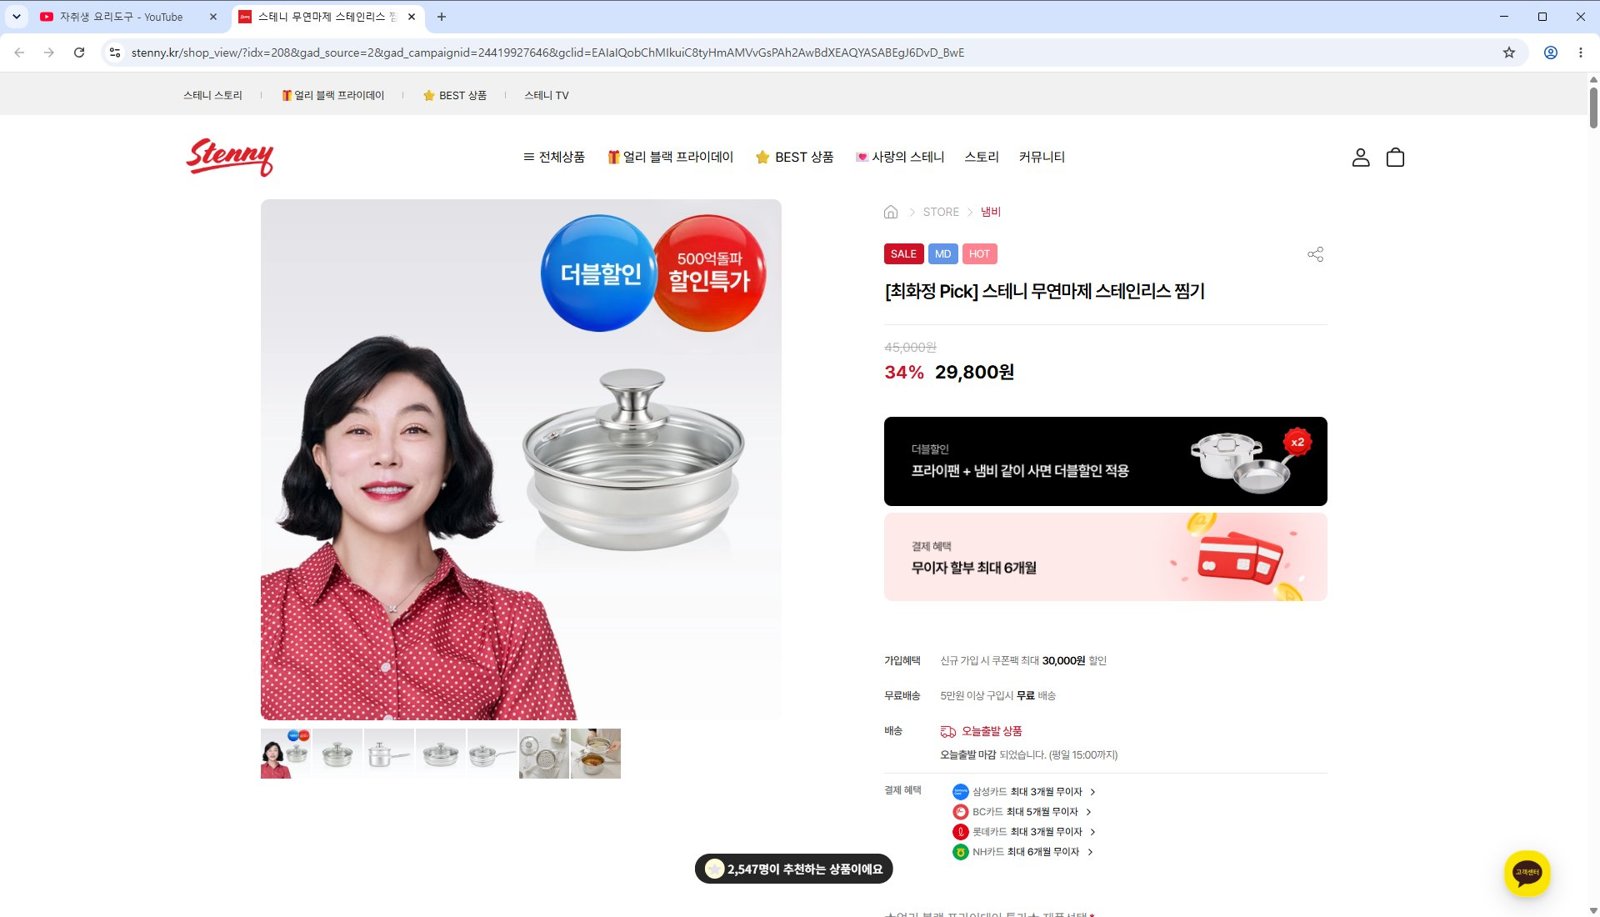 자취생 요리도구 - YouTube
스테니 무연마제 스테인리스 찜
stenny.kr/shop_view/?idx=208&gad_source=2&gad_campaignid=24419927646&gclid=EAIaIQobChMIkuiC8tyHmAMVvGsPAh2AwBdXEAQYASABEgJ6DvD_BwE
스테니 스토리
얼리 블랙 프라이데이
BEST 상품
스테니 TV
Stenny
전체상품
얼리 블랙 프라이데이
BEST 상품
사랑의 스테니
스토리
커뮤니티
더블할인
500억돌파
할인특가
STORE
냄비
SALE
MD
HOT
[최화정 Pick] 스테니 무연마제 스테인리스 찜기
45,000원
34% 29,800원
더블할인
프라이팬 + 냄비 같이 사면 더블할인 적용
x2
결제 혜택
무이자 할부 최대 6개월
가입혜택 신규 가입 시 쿠폰팩 최대 30,000원 할인
무료배송 5만원 이상 구입시 무료 배송
배송 오늘출발 상품
오늘출발 마감 되었습니다. (평일 15:00까지)
결제 혜택 삼성카드 최대 3개월 무이자
BC카드 최대 5개월 무이자
롯데카드 최대 3개월 무이자
NH카드 최대 6개월 무이자
2,547명이 추천하는 상품이에요
고객센터